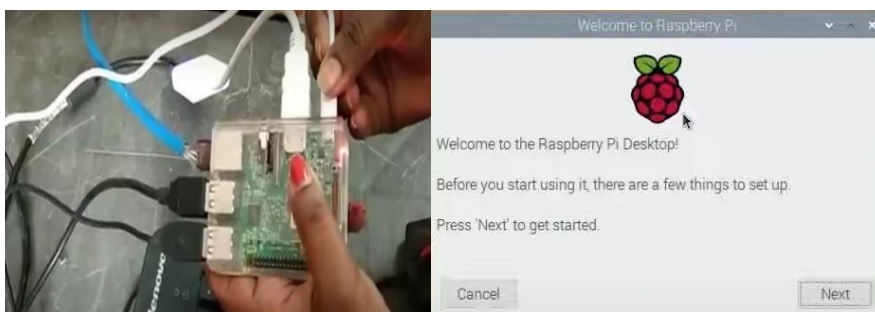 lenovo
Welcome to Raspberry Pi
Welcome to the Raspberry Pi Desktop!
Before you start using it, there are a few things to set up.
Press 'Next' to get started.
Cancel
Next